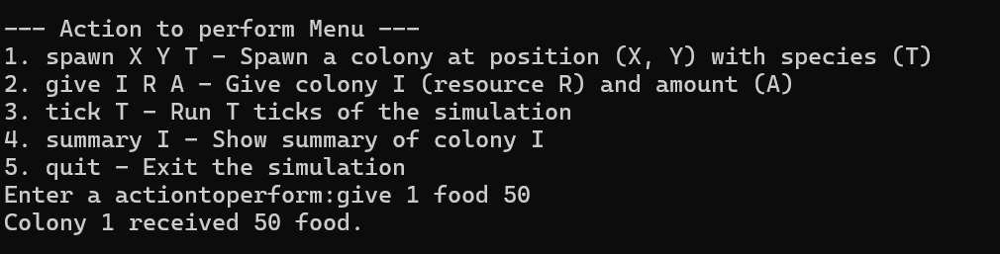 --- Action to perform Menu ---
1. spawn X Y T - Spawn a colony at position (X, Y) with species (T)
2. give I R A - Give colony I (resource R) and amount (A)
3. tick T - Run T ticks of the simulation
4. summary I - Show summary of colony I
5. quit - Exit the simulation
Enter a actiontoperform:give 1 food 50
Colony 1 received 50 food.